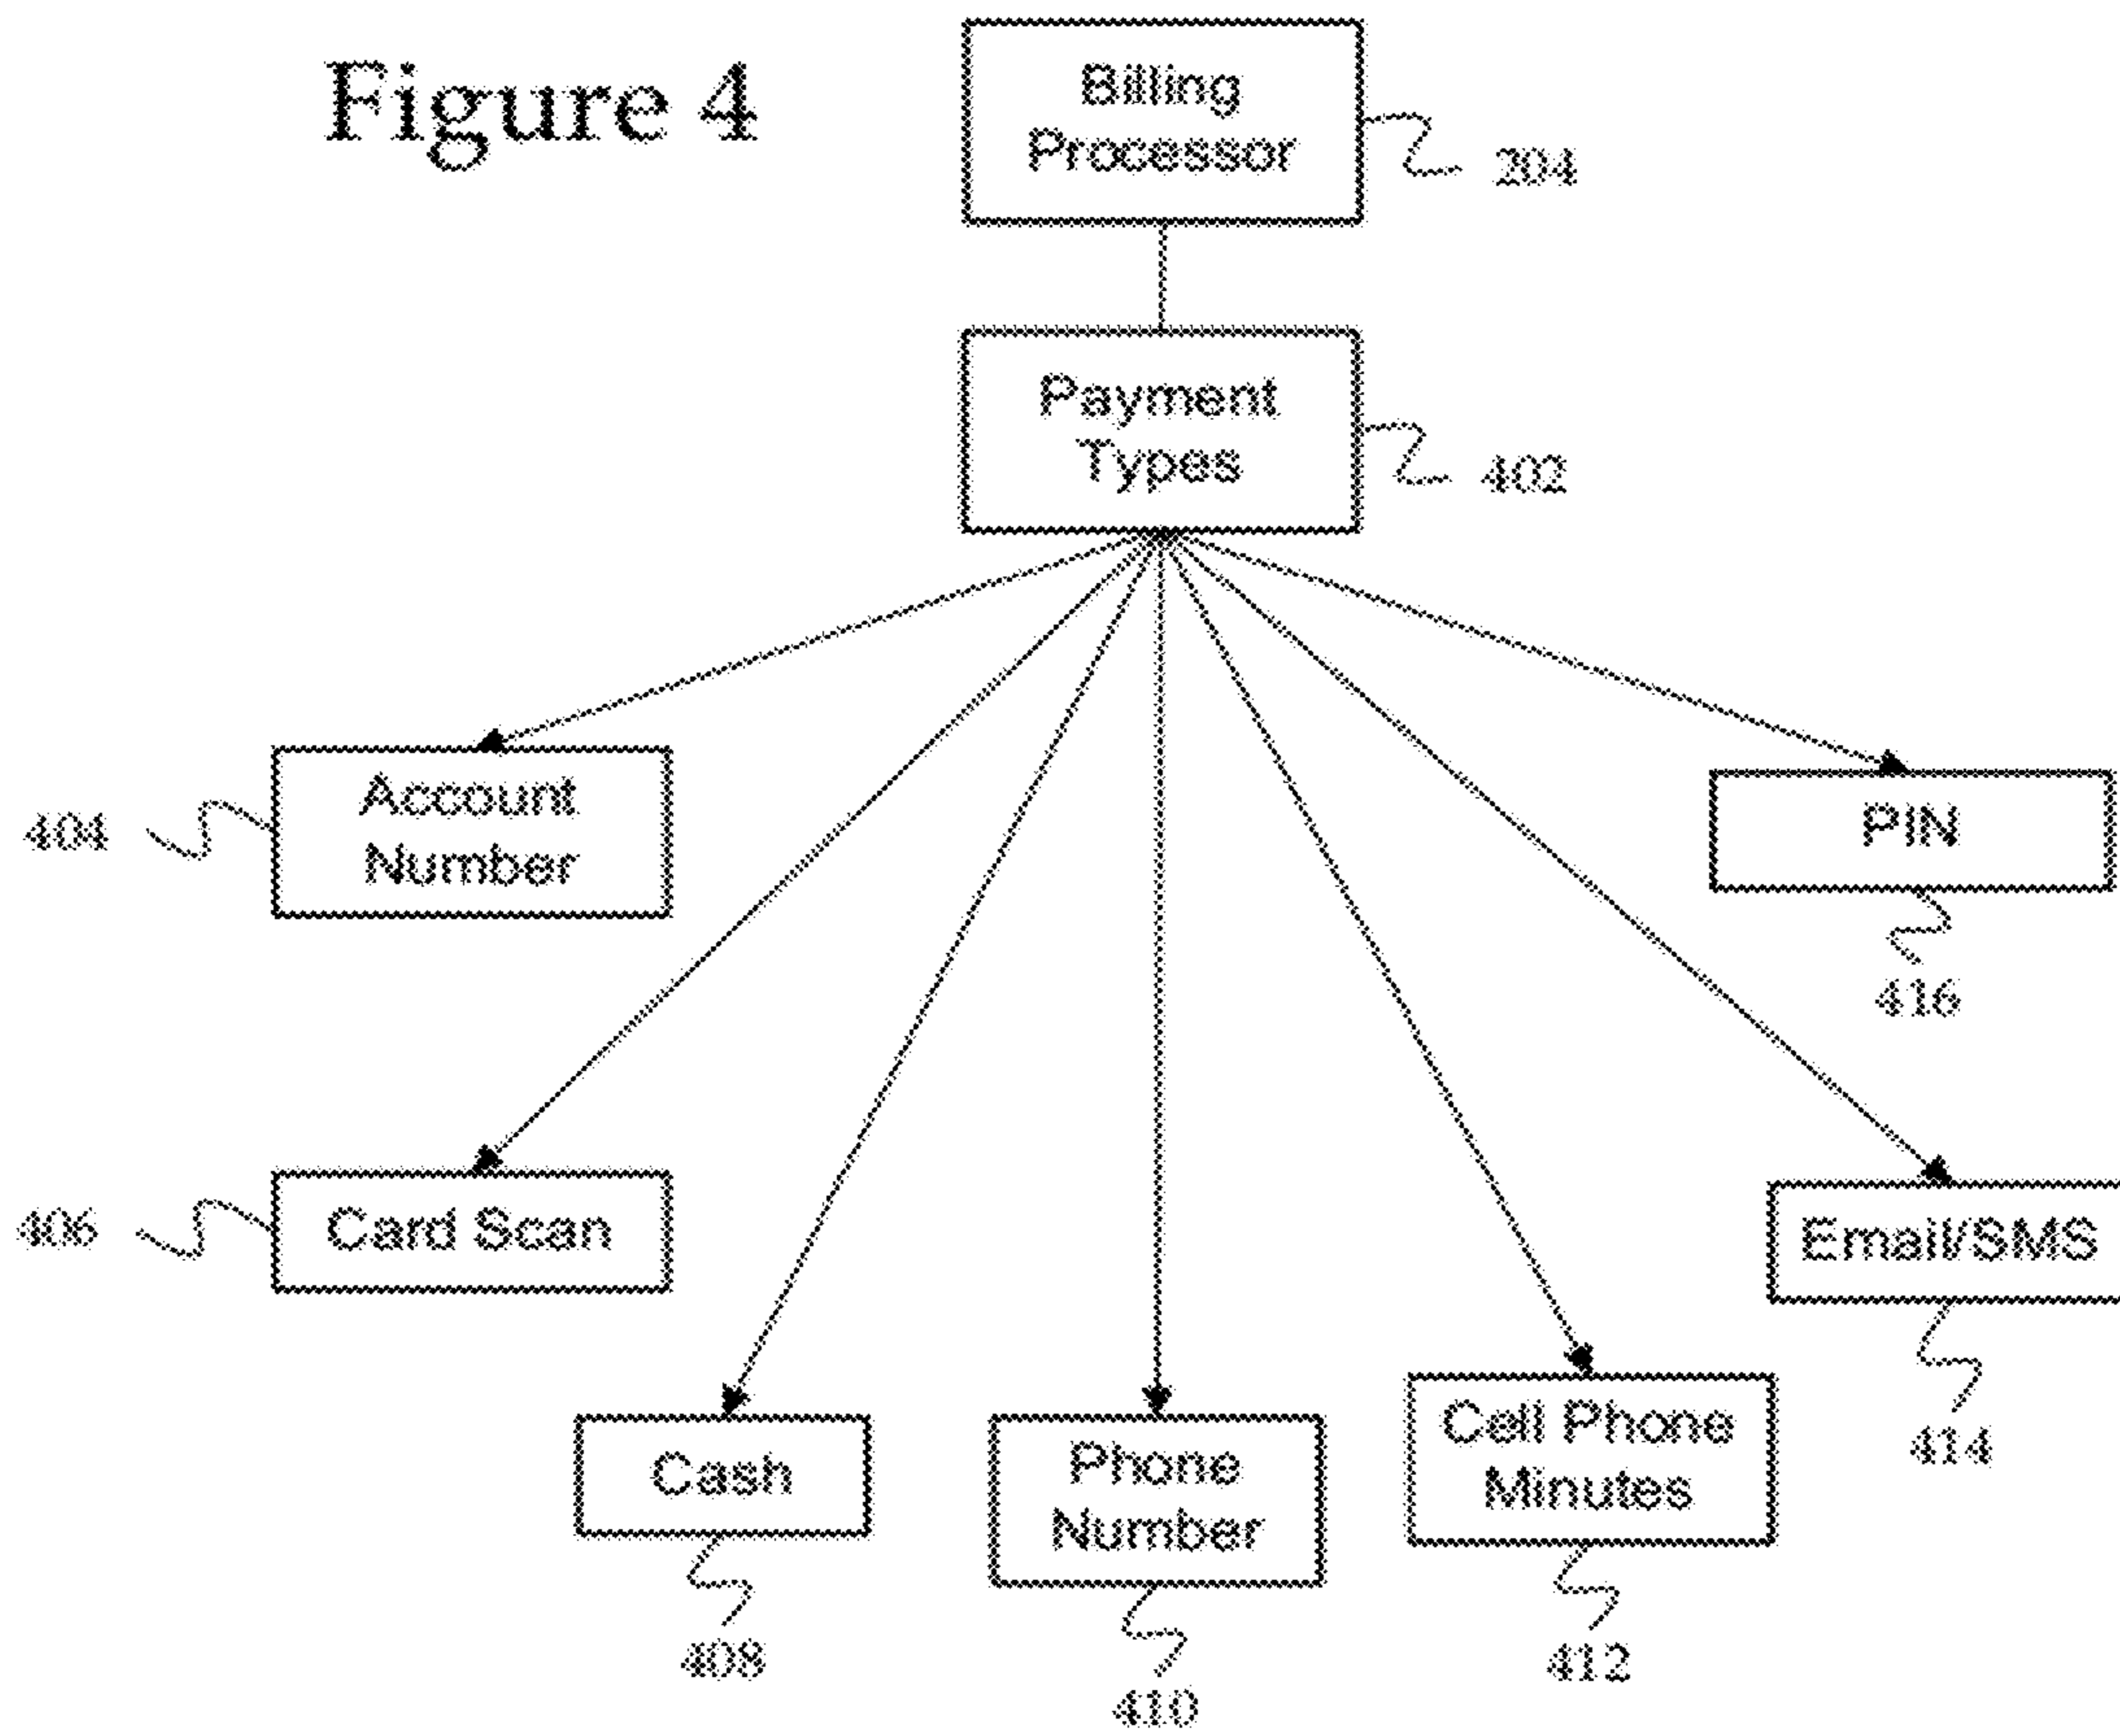 Figure 4
Billing
Processor
204
Payment
Types
402
Account
Number
404
PIN
416
Card Scan
406
Email/SMS
414
Cash
408
Phone
Number
410
Cell Phone
Minutes
412